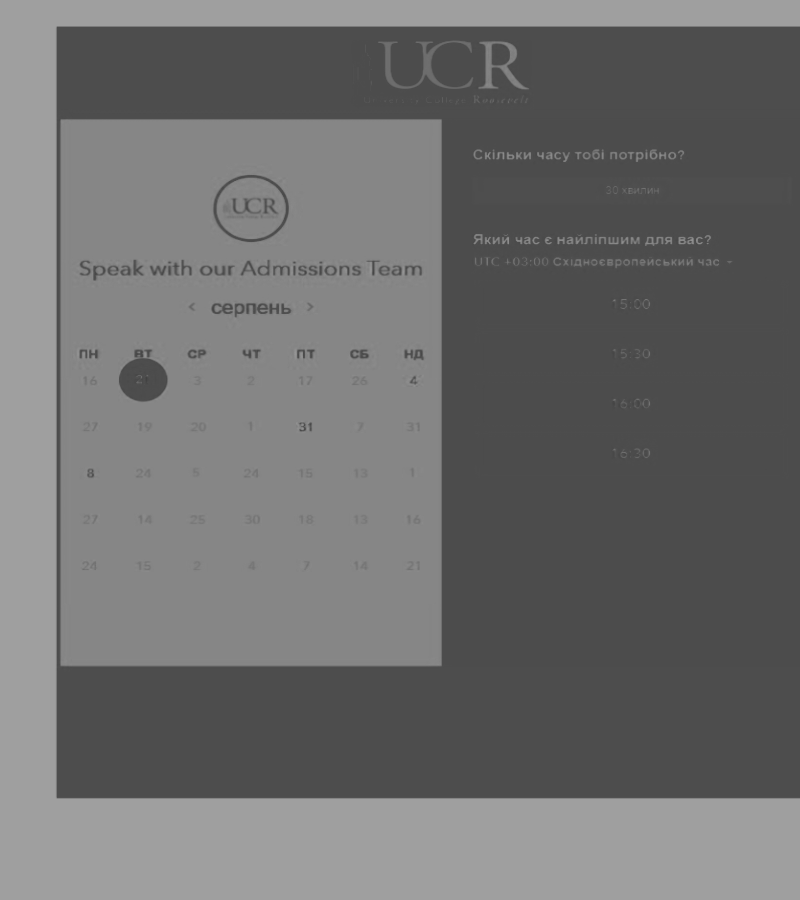 UCR
Roosevelt
UCR
Speak with our Admissions Team
< серпень >
ПН ВТ СР ЧТ ПТ СБ НД
16 21 3 2 17 26 4
27 19 20 1 31 7 31
8 24 5 24 15 13 1
27 14 25 30 18 13 16
24 15 2 4 7 14 21
Скільки часу тобі потрібно?
30 хвилин
Який час є найліпшим для вас?
UTC +03:00 Східноєвропейський час
15:00
15:30
16:00
16:30